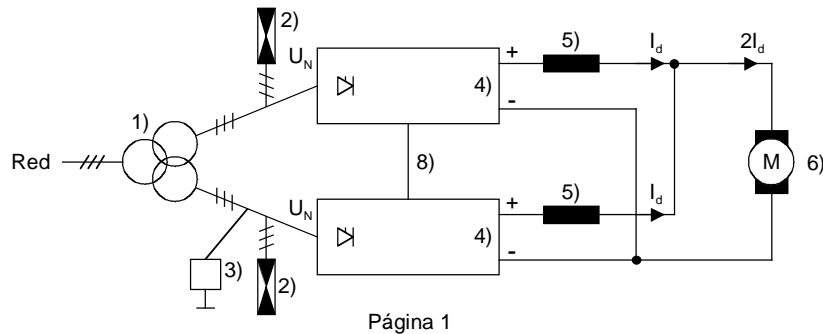 2)
U_N
+
5)
I_d
2I_d
4)
-
1)
Red
8)
M
6)
U_N
+
5)
I_d
4)
-
3)
2)
Página 1